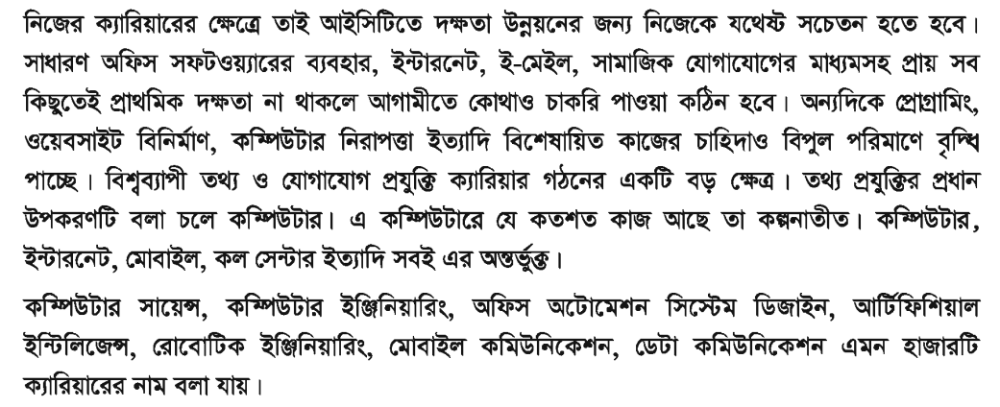 নিজের ক্যারিয়ারের ক্ষেত্রে তাই আইসিটিতে দক্ষতা উন্নয়নের জন্য নিজেকে যথেষ্ট সচেতন হতে হবে।
সাধারণ অফিস সফটওয়্যারের ব্যবহার, ইন্টারনেট, ই-মেইল, সামাজিক যোগাযোগের মাধ্যমসহ প্রায় সব
কিছুতেই প্রাথমিক দক্ষতা না থাকলে আগামীতে কোথাও চাকরি পাওয়া কঠিন হবে। অন্যদিকে প্রোগ্রামিং,
ওয়েবসাইট বিনির্মাণ, কম্পিউটার নিরাপত্তা ইত্যাদি বিশেষায়িত কাজের চাহিদাও বিপুল পরিমাণে বৃদ্ধি
পাচ্ছে। বিশ্বব্যাপী তথ্য ও যোগাযোগ প্রযুক্তি ক্যারিয়ার গঠনের একটি বড় ক্ষেত্র। তথ্য প্রযুক্তির প্রধান
উপকরণটি বলা চলে কম্পিউটার। এ কম্পিউটারে যে কতশত কাজ আছে তা কল্পনাতীত। কম্পিউটার,
ইন্টারনেট, মোবাইল, কল সেন্টার ইত্যাদি সবই এর অন্তর্ভুক্ত।
কম্পিউটার সায়েন্স, কম্পিউটার ইঞ্জিনিয়ারিং, অফিস অটোমেশন সিস্টেম ডিজাইন, আর্টিফিশিয়াল
ইন্টিলিজেন্স, রোবোটিক ইঞ্জিনিয়ারিং, মোবাইল কমিউনিকেশন, ডেটা কমিউনিকেশন এমন হাজারটি
ক্যারিয়ারের নাম বলা যায়।